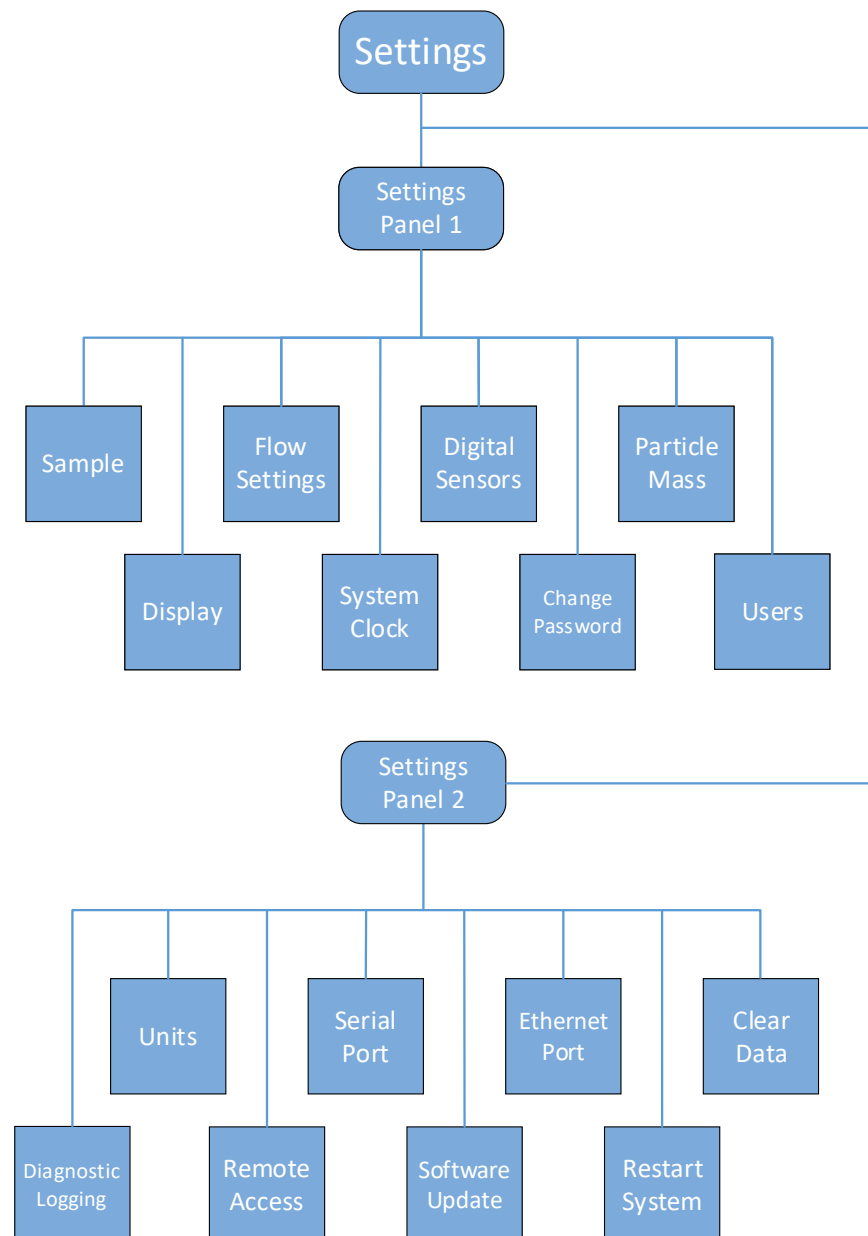 Settings
Settings
Panel 1
Sample
Flow
Settings
Digital
Sensors
Particle
Mass
Display
System
Clock
Change
Password
Users
Settings
Panel 2
Units
Serial
Port
Ethernet
Port
Clear
Data
Diagnostic
Logging
Remote
Access
Software
Update
Restart
System